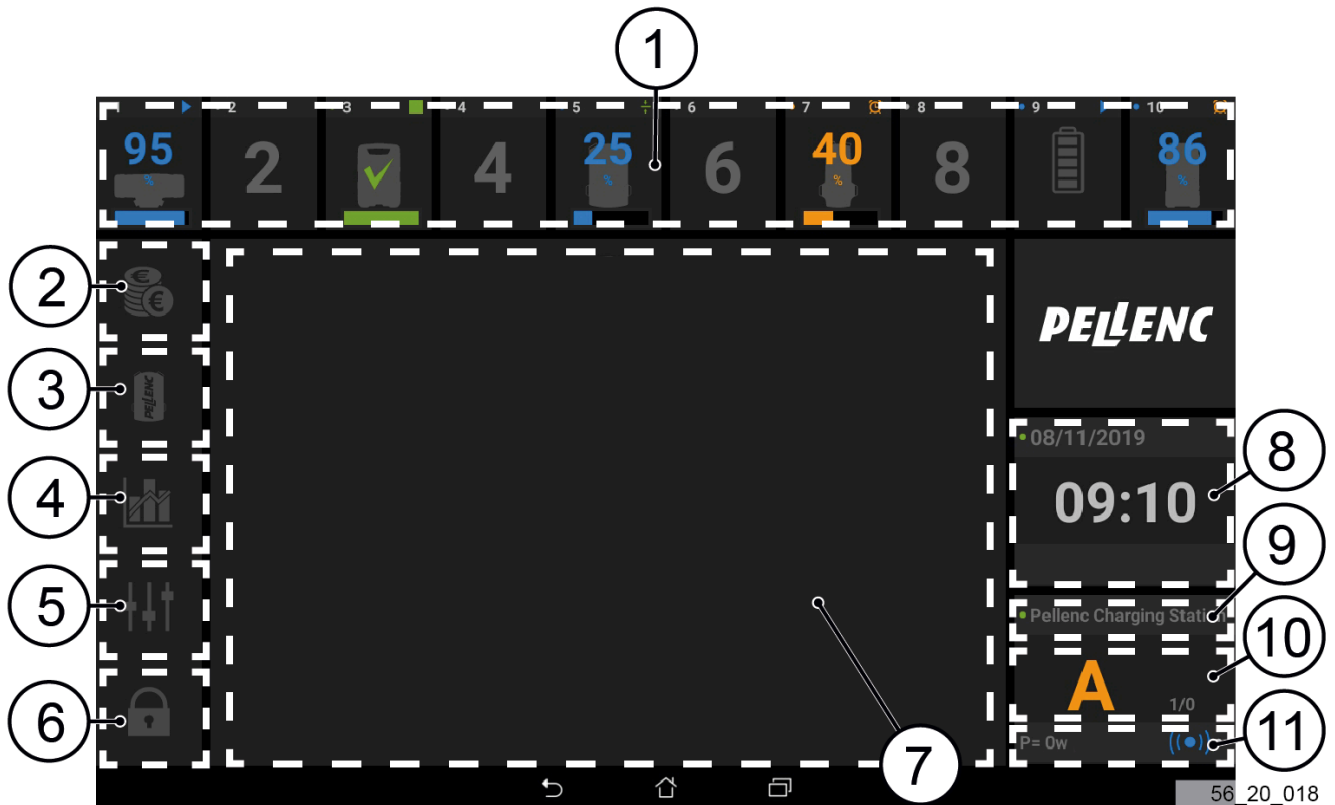 1
1 2 3 4 5 6 7 8 9 10
95 2 4 25 6 40 8 86
% % % %
2
€
€
3
PELLENC
4
5
6
PELLENC
08/11/2019
09:10
8
9
Pellenc Charging Station
A
1/0
10
P= 0w
11
7
56_20_018